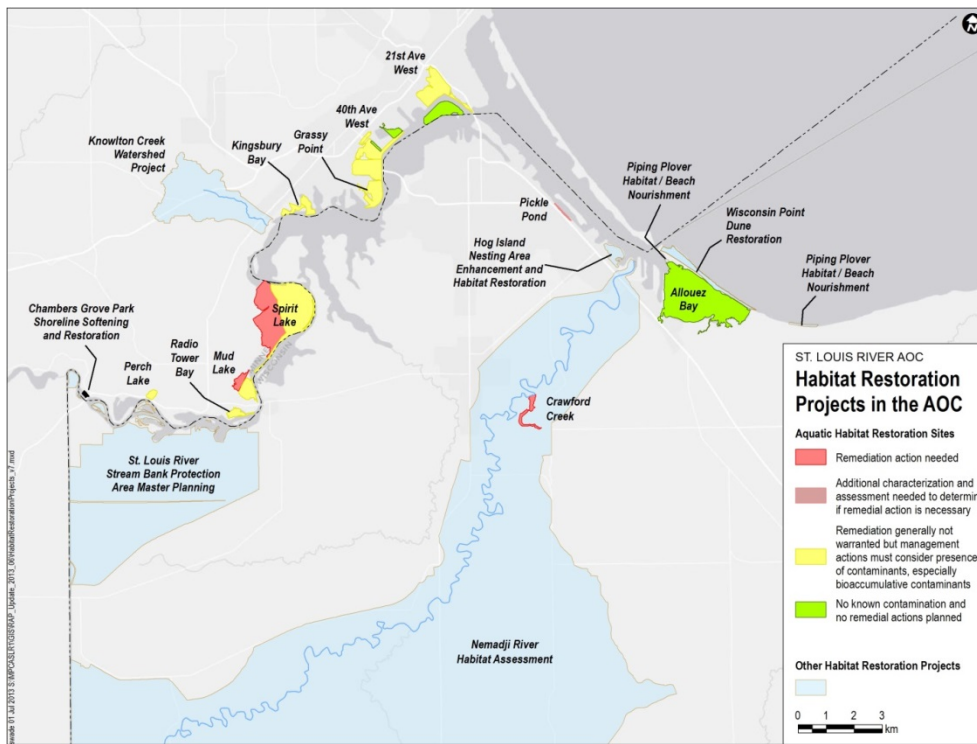 21st Ave
West
40th Ave
West
Grassy
Point
Kingsbury
Bay
Knowlton Creek
Watershed
Project
Piping Plover
Habitat / Beach
Nourishment
Pickle
Pond
Wisconsin Point
Dune
Restoration
Hog Island
Nesting Area
Enhancement and
Habitat Restoration
Piping Plover
Habitat / Beach
Nourishment
Allouez
Bay
Chambers Grove Park
Shoreline Softening
and Restoration
Spirit
Lake
Radio
Tower
Bay
Mud
Lake
Perch
Lake
Crawford
Creek
St. Louis River
Stream Bank Protection
Area Master Planning
Nemadji River
Habitat Assessment
ST. LOUIS RIVER AOC
Habitat Restoration
Projects in the AOC
Aquatic Habitat Restoration Sites
Remediation action needed
Additional characterization and
assessment needed to determin
if remedial action is necessary
Remediation generally not
warranted but management
actions must consider presence
of contaminants, especially
bioaccumulative contaminants
No known contamination and
no remedial actions planned
Other Habitat Restoration Projects
0 1 2 3
km